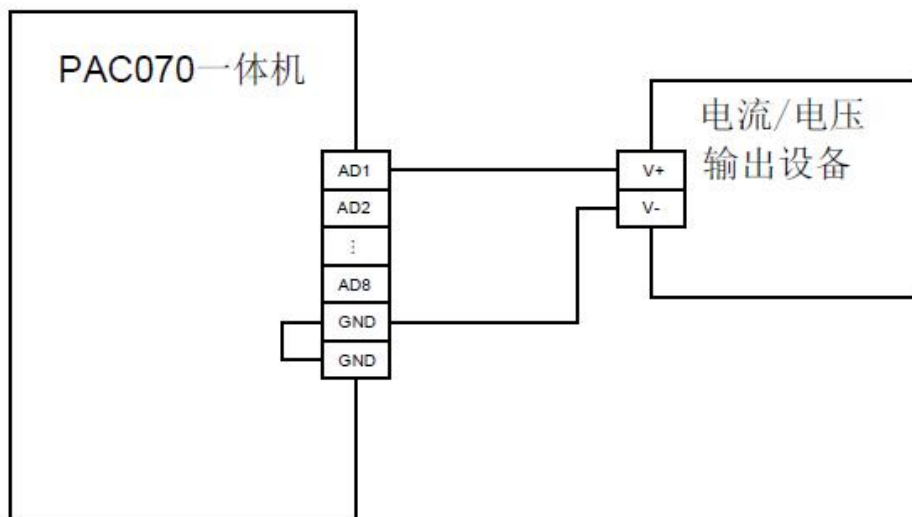 PAC070一体机
电流/电压
输出设备
AD1
AD2
⋮
AD8
GND
GND
V+
V-